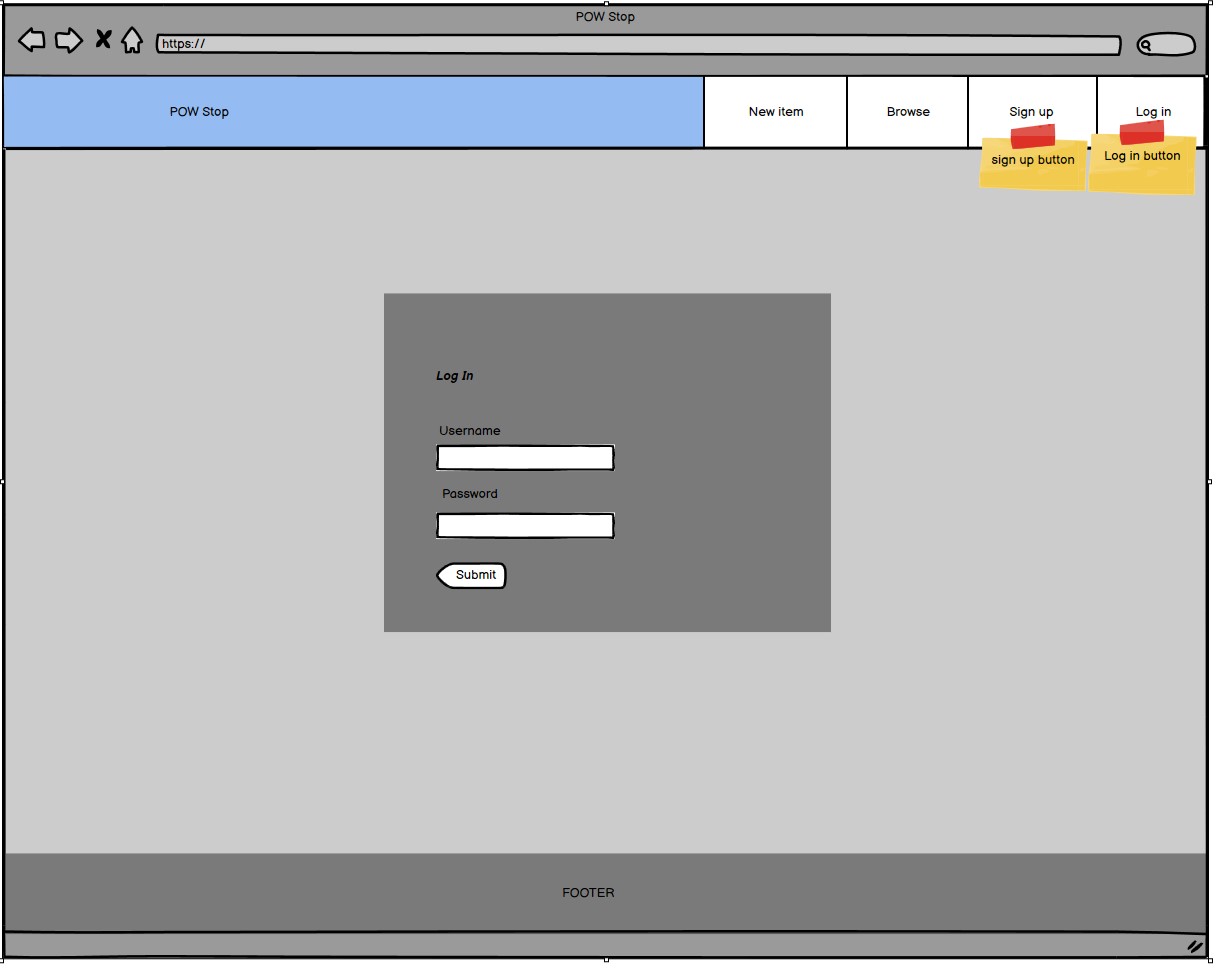 POW Stop
https://
POW Stop
New item
Browse
Sign up
Log in
sign up button
Log in button
Log In
Username
Password
Submit
FOOTER